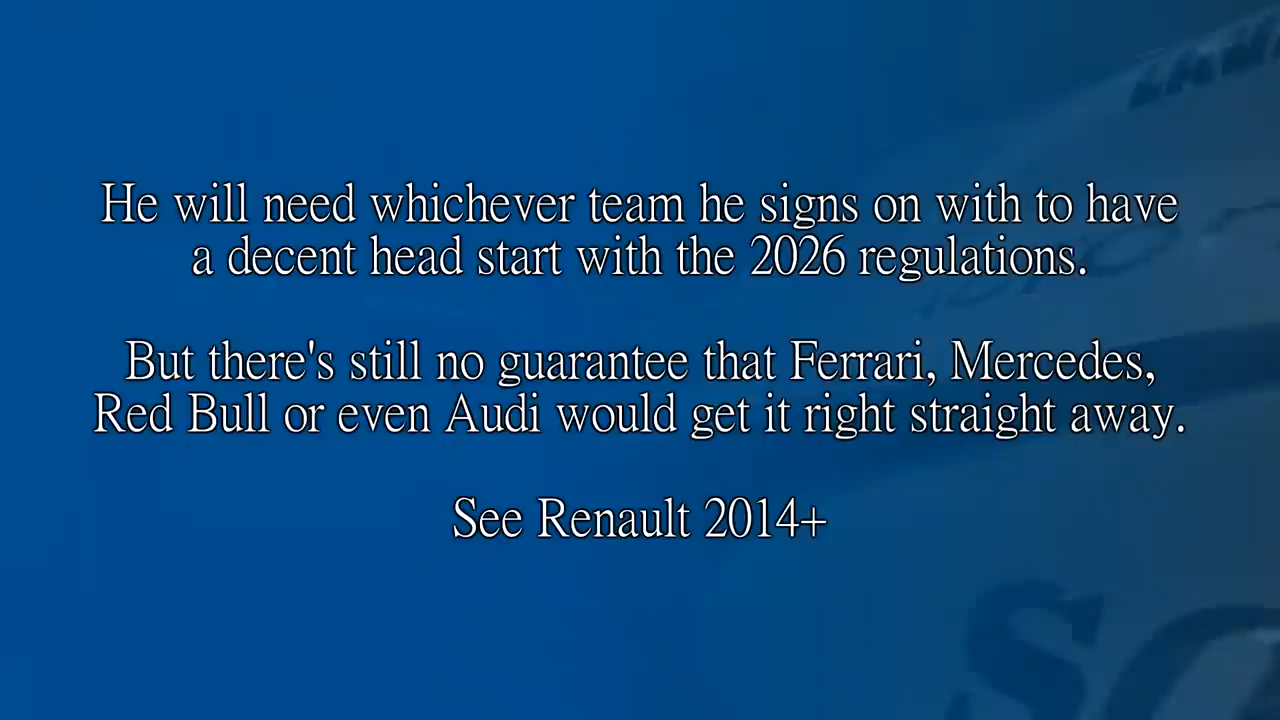 He will need whichever team he signs on with to have
a decent head start with the 2026 regulations.
But there's still no guarantee that Ferrari, Mercedes,
Red Bull or even Audi would get it right straight away.
See Renault 2014+